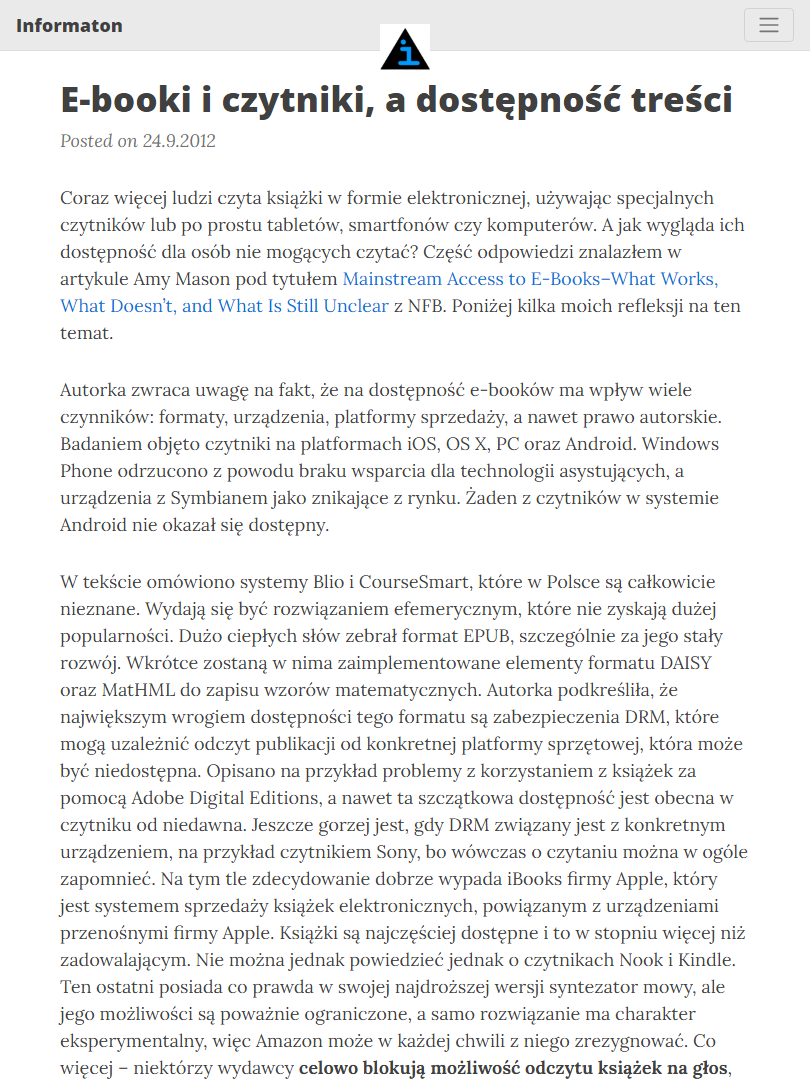 Informaton
i
E-booki i czytniki, a dostępność treści
Posted on 24.9.2012
Coraz więcej ludzi czyta książki w formie elektronicznej, używając specjalnych
czytników lub po prostu tabletów, smartfonów czy komputerów. A jak wygląda ich
dostępność dla osób nie mogących czytać? Część odpowiedzi znalazłem w
artykule Amy Mason pod tytułem Mainstream Access to E-Books–What Works,
What Doesn’t, and What Is Still Unclear z NFB. Poniżej kilka moich refleksji na ten
temat.
Autorka zwraca uwagę na fakt, że na dostępność e-booków ma wpływ wiele
czynników: formaty, urządzenia, platformy sprzedaży, a nawet prawo autorskie.
Badaniem objęto czytniki na platformach iOS, OS X, PC oraz Android. Windows
Phone odrzucono z powodu braku wsparcia dla technologii asystujących, a
urządzenia z Symbianem jako znikające z rynku. Żaden z czytników w systemie
Android nie okazał się dostępny.
W tekście omówiono systemy Blio i CourseSmart, które w Polsce są całkowicie
nieznane. Wydają się być rozwiązaniem efemerycznym, które nie zyskają dużej
popularności. Dużo ciepłych słów zebrał format EPUB, szczególnie za jego stały
rozwój. Wkrótce zostaną w nima zaimplementowane elementy formatu DAISY
oraz MatHML do zapisu wzorów matematycznych. Autorka podkreśliła, że
największym wrogiem dostępności tego formatu są zabezpieczenia DRM, które
mogą uzależnić odczyt publikacji od konkretnej platformy sprzętowej, która może
być niedostępna. Opisano na przykład problemy z korzystaniem z książek za
pomocą Adobe Digital Editions, a nawet ta szczątkowa dostępność jest obecna w
czytniku od niedawna. Jeszcze gorzej jest, gdy DRM związany jest z konkretnym
urządzeniem, na przykład czytnikiem Sony, bo wówczas o czytaniu można w ogóle
zapomnieć. Na tym tle zdecydowanie dobrze wypada iBooks firmy Apple, który
jest systemem sprzedaży książek elektronicznych, powiązanym z urządzeniami
przenośnymi firmy Apple. Książki są najczęściej dostępne i to w stopniu więcej niż
zadowalającym. Nie można jednak powiedzieć jednak o czytnikach Nook i Kindle.
Ten ostatni posiada co prawda w swojej najdroższej wersji syntezator mowy, ale
jego możliwości są poważnie ograniczone, a samo rozwiązanie ma charakter
eksperymentalny, więc Amazon może w każdej chwili z niego zrezygnować. Co
więcej – niektórzy wydawcy celowo blokują możliwość odczytu książek na głos,